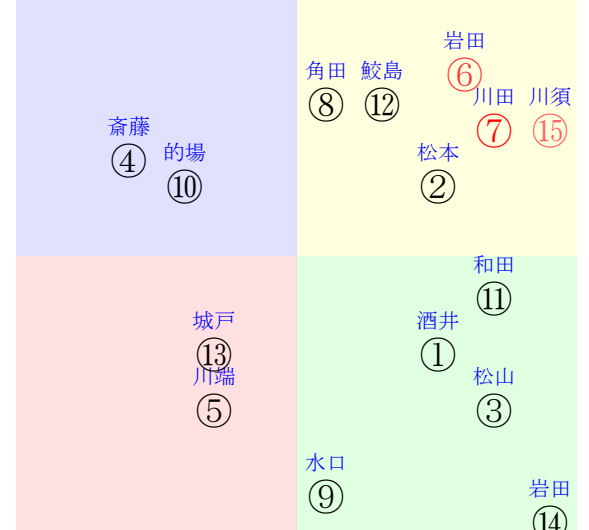 岩田
⑥
角田 鮫島
⑧ ⑫
川田 川須
⑦ ⑮
斎藤
④
的場
⑩
松本
②
和田
⑪
城戸
⑬
酒井
①
川端
⑤
松山
③
水口
⑨
岩田
⑭